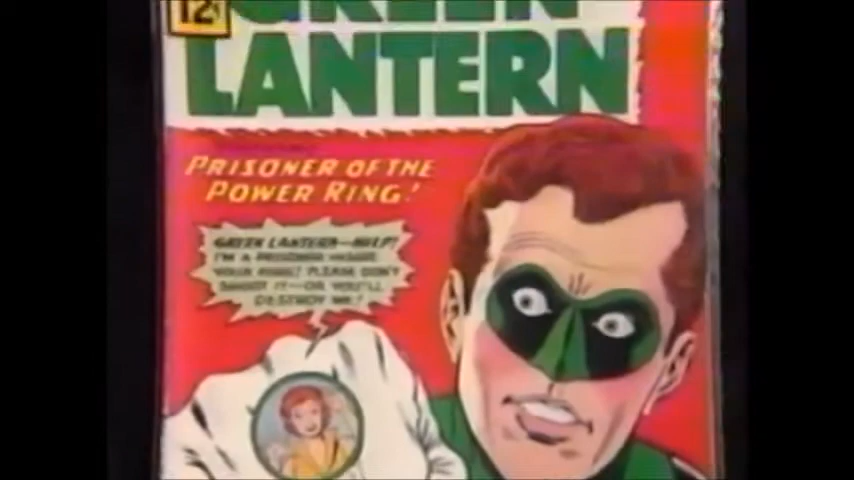 12¢
GREEN
LANTERN
PRISONER OF THE
POWER RING!
GREEN LANTERN—HELP!
I'M A PRISONER INSIDE
YOUR RING! PLEASE DON'T
SHOOT IT—OR YOU'LL
DESTROY ME!